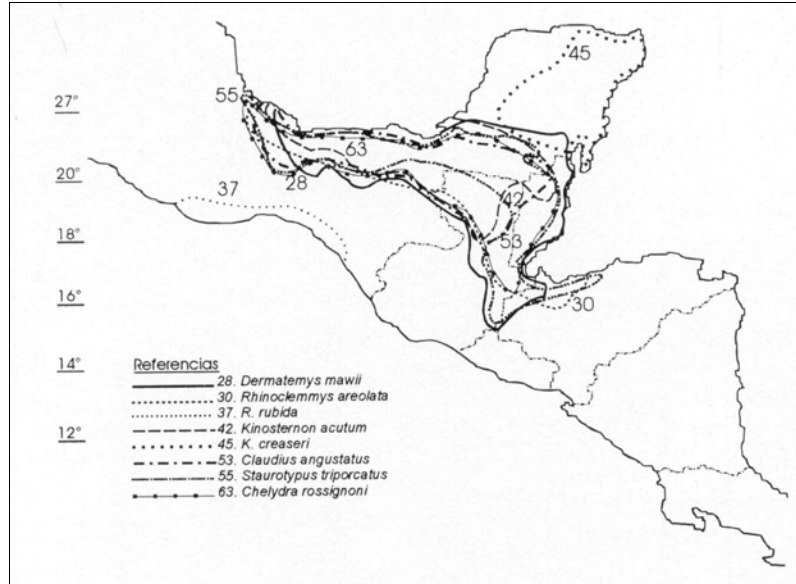 45
55
27°
63
28
20°
42
37
18°
53
16°
30
14°
12°
Referencias
28. Dermatemys mawii
30. Rhinoclemmys areolata
37. R. rubida
42. Kinosternon acutum
45. K. creaseri
53. Claudius angustatus
55. Staurotypus triporcatus
63. Chelydra rossignoni